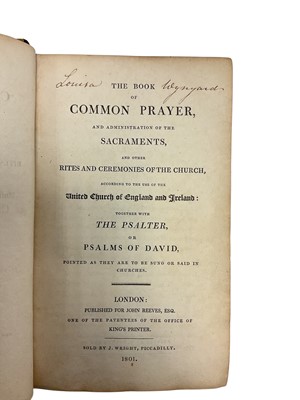 Louisa Wynyard
THE BOOK
OF
COMMON PRAYER,
AND ADMINISTRATION OF THE
SACRAMENTS,
AND OTHER
RITES AND CEREMONIES OF THE CHURCH,
ACCORDING TO THE USE OF THE
United Church of England and Ireland:
TOGETHER WITH
THE PSALTER,
OR
PSALMS OF DAVID,
POINTED AS THEY ARE TO BE SUNG OR SAID IN
CHURCHES.
LONDON:
PUBLISHED FOR JOHN REEVES, ESQ.
ONE OF THE PATENTEES OF THE OFFICE OF
KING'S PRINTER.
SOLD BY J. WRIGHT, PICCADILLY.
1801.